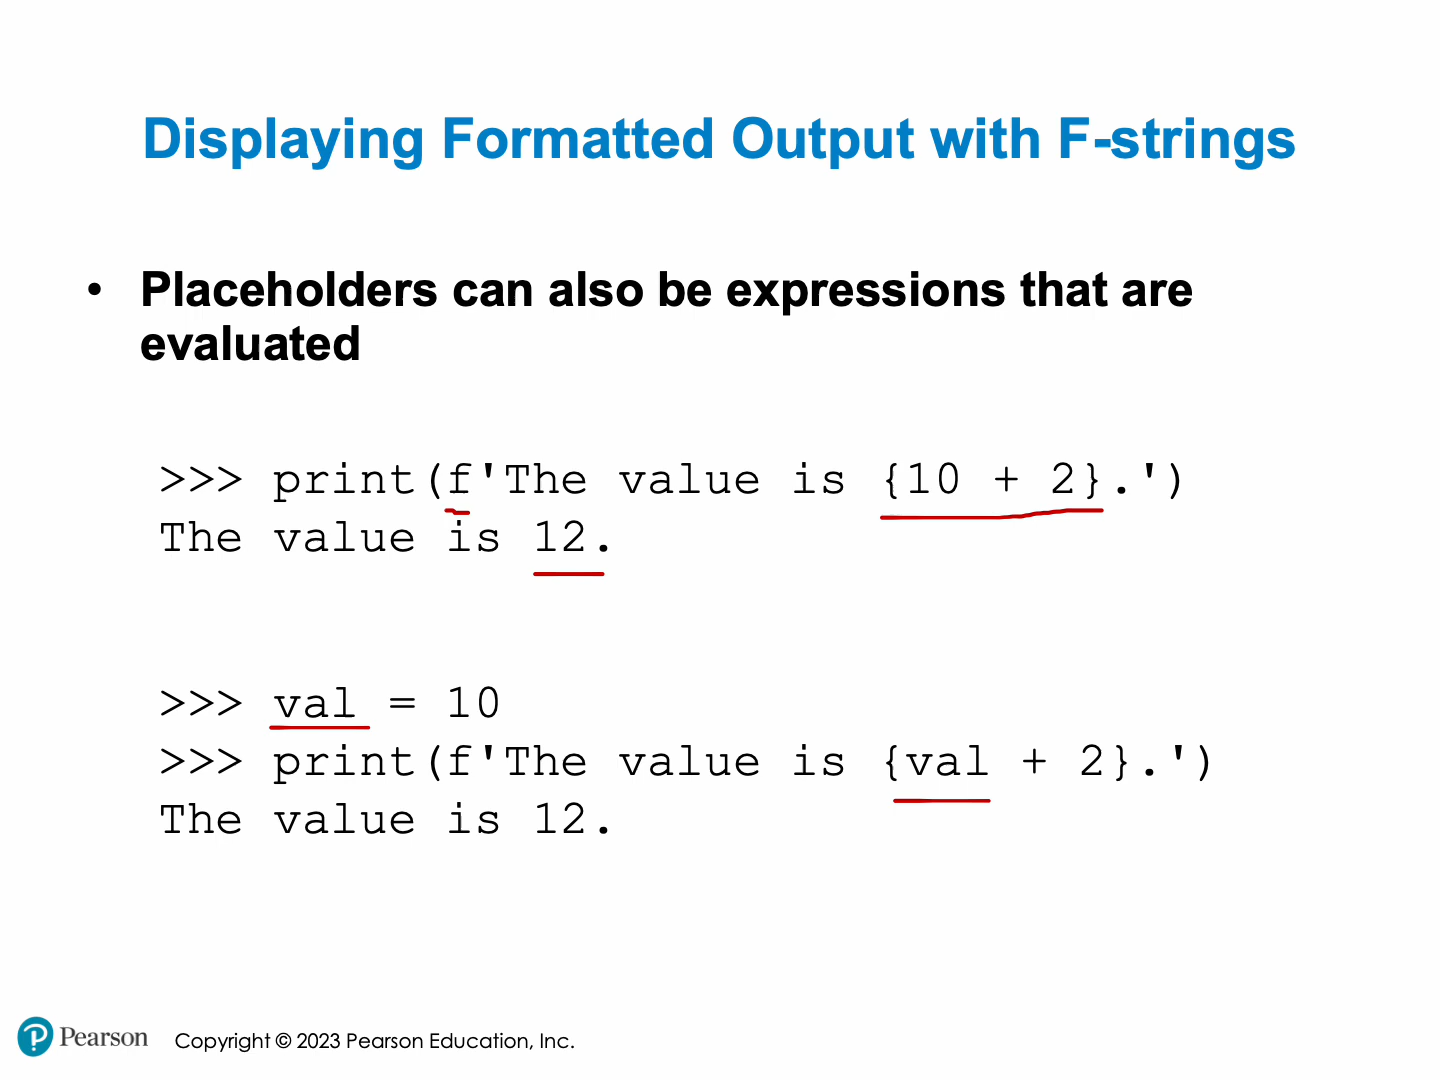 Displaying Formatted Output with F-strings
• Placeholders can also be expressions that are
evaluated
>>> print(f'The value is {10 + 2}.')
The value is 12.
>>> val = 10
>>> print(f'The value is {val + 2}.')
The value is 12.
Pearson Copyright © 2023 Pearson Education, Inc.